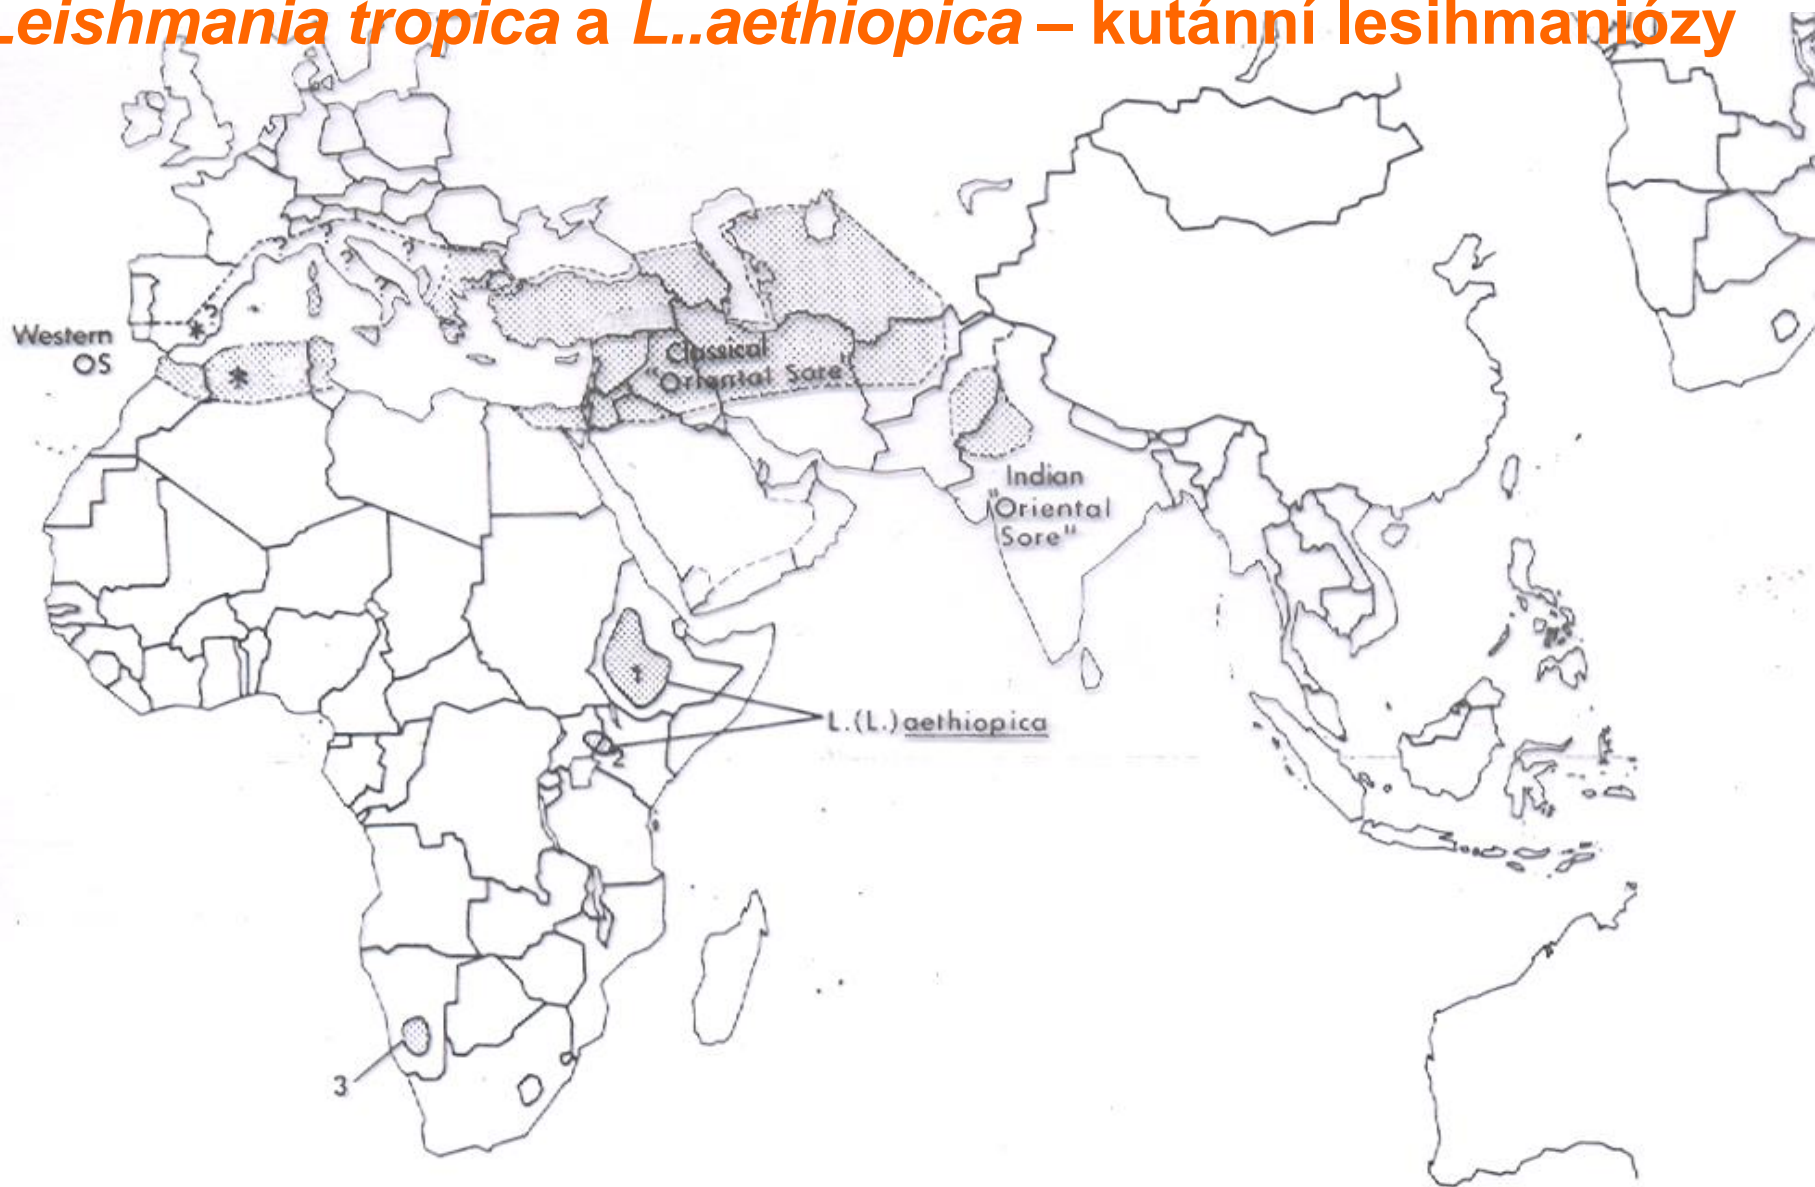 Leishmania tropica a L..aethiopica – kutánní lesihmaniózy
Western
OS
*
?
?
?
?
?
*
Classical
"Oriental Sore"
Indian
"Oriental
Sore"
1
L.(L.) aethiopica
2
3